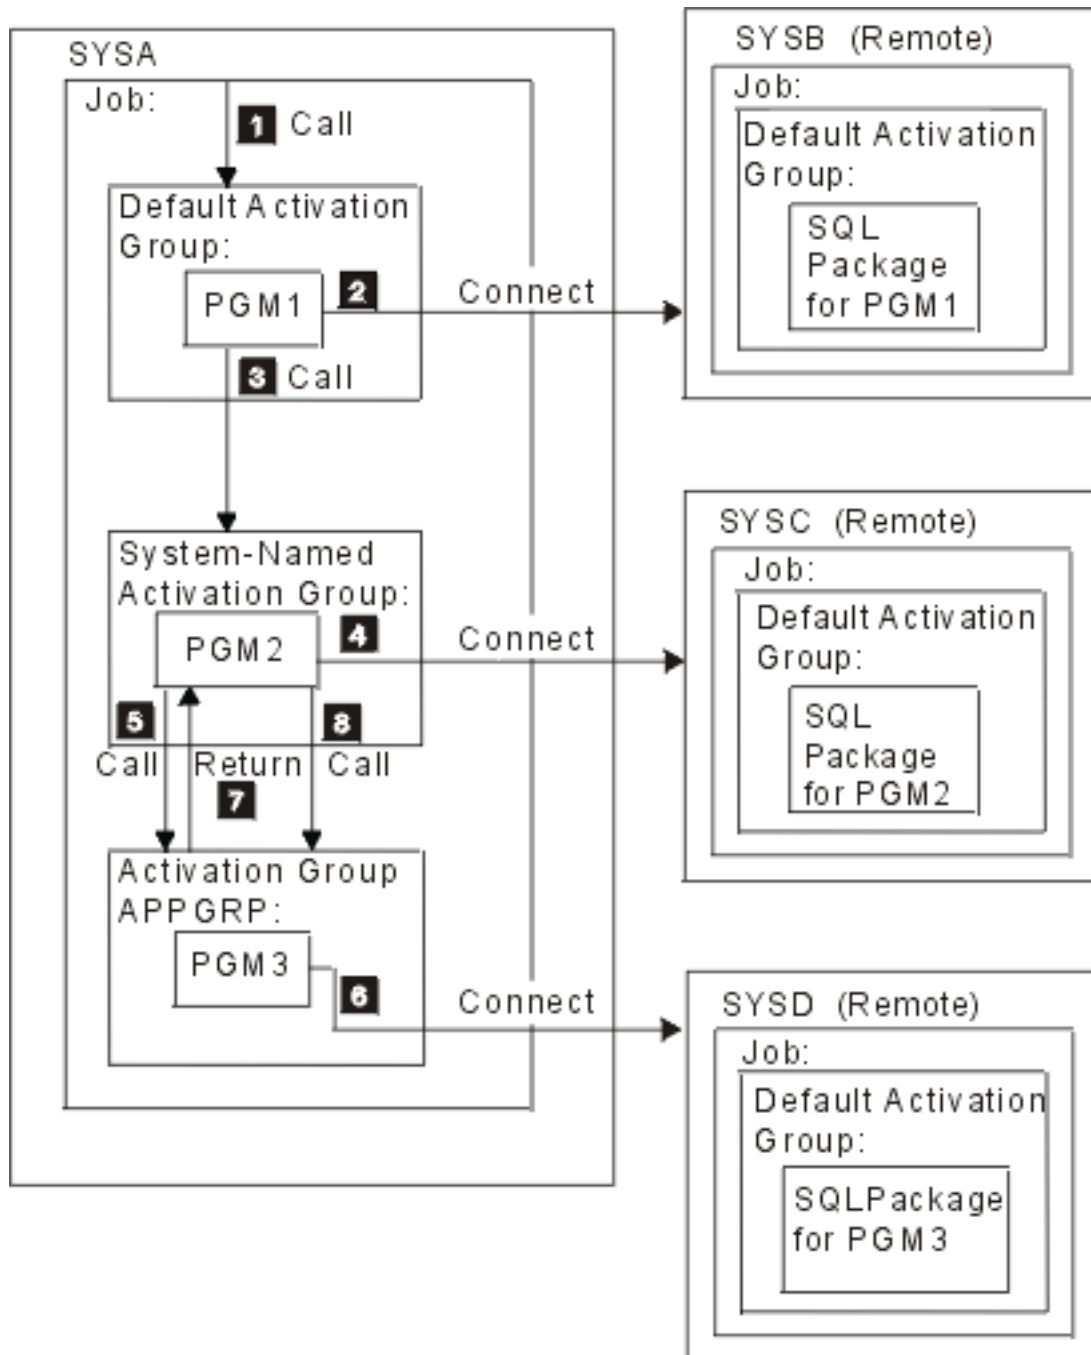 SYSA
Job:
1 Call
Default Activation
Group:
PGM1
2
Connect
3 Call
System-Named
Activation Group:
PGM2
4
Connect
5
8
Call
Return
Call
7
Activation Group
APPGRP:
PGM3
6
Connect
SYSB (Remote)
Job:
Default Activation
Group:
SQL
Package
for PGM1
SYSC (Remote)
Job:
Default Activation
Group:
SQL
Package
for PGM2
SYSD (Remote)
Job:
Default Activation
Group:
SQLPackage
for PGM3